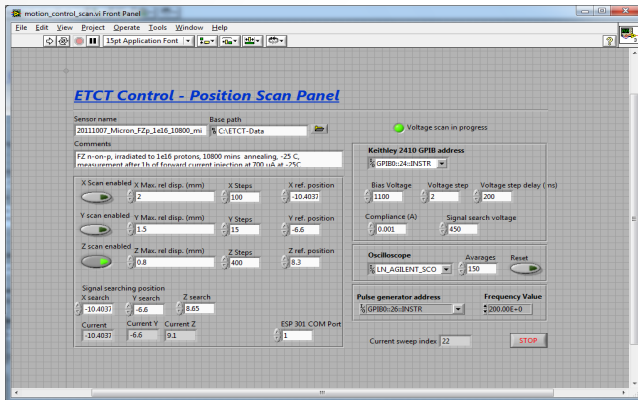 motion_control_scan.vi Front Panel
File Edit View Project Operate Tools Window Help
15pt Application Font
ETCT Control - Position Scan Panel
Sensor name Base path
20111007_Micron_FZp_1e16_10800_mi C:\ETCT-Data
Voltage scan in progress
Comments
FZ n-on-p, irradiated to 1e16 protons, 10800 mins annealing, -25 C,
measurement after 1h of forward current injection at 700 uA at -25C
Keithley 2410 GPIB address
GPIB0::24::INSTR
X Scan enabled X Max. rel disp. (mm) X Steps X ref. position
2 100 -10.4037
Bias Voltage Voltage step Voltage step delay (ms)
1100 2 200
Y scan enabled Y Max. rel disp. (mm) Y Steps Y ref. position
1.5 15 -6.6
Compliance (A) Signal search voltage
0.001 450
Z scan enabled Z Max. rel disp. (mm) Z Steps Z ref. position
0.8 400 8.3
Oscilloscope Avarages Reset
LN_AGILENT_SCO 150
Signal searching position
X search Y search Z search
-10.4037 -6.6 8.65
Pulse generator address Frequency Value
GPIB0::26::INSTR 200.00E+0
Current Current Y Current Z ESP 301 COM Port
-10.4037 -6.6 9.1 1
Current sweep index 22 STOP